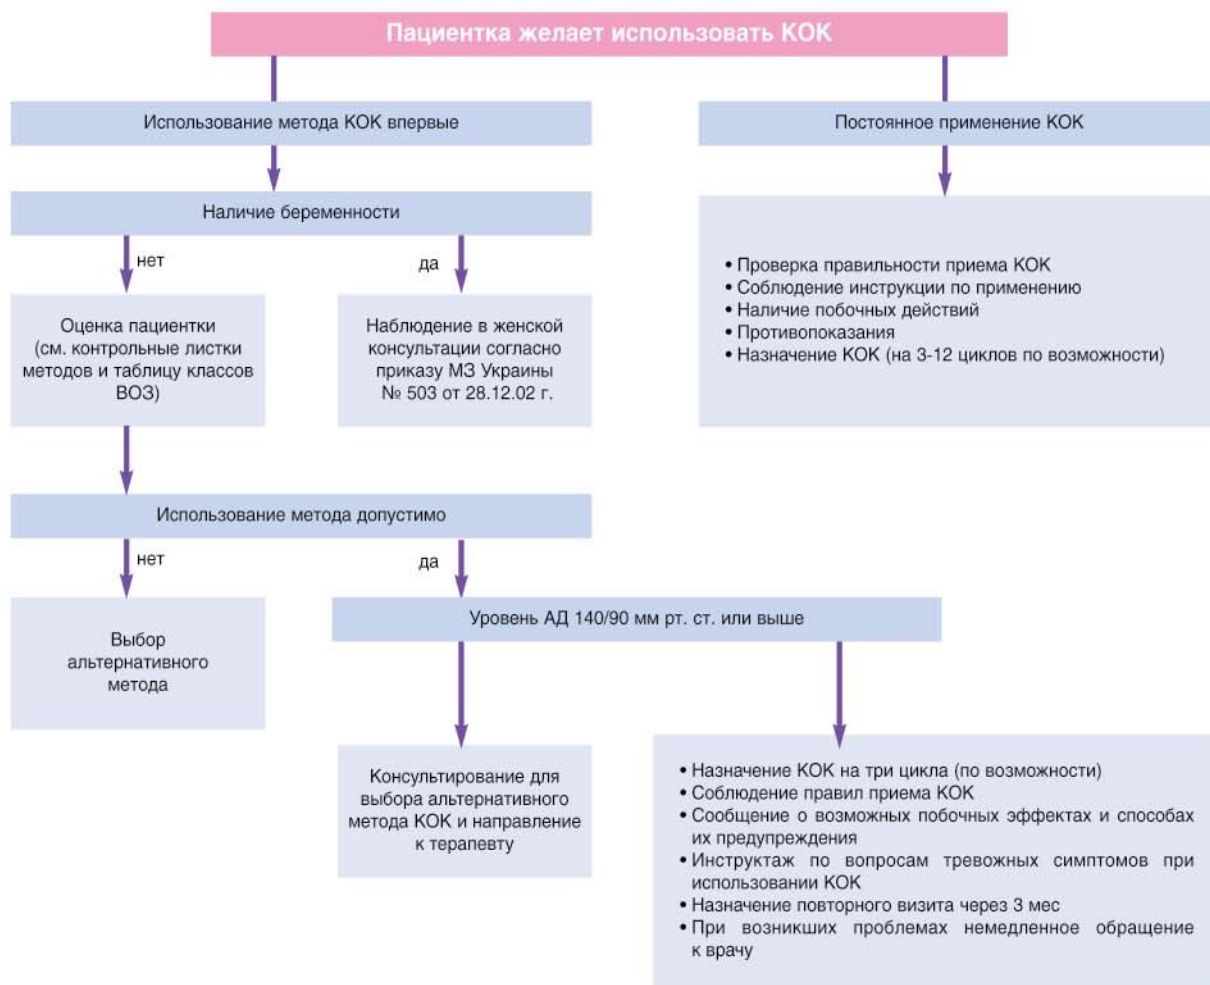 Пациентка желает использовать КОК
Использование метода КОК впервые
Постоянное применение КОК
Наличие беременности
нет
да
Оценка пациентки
(см. контрольные листки
методов и таблицу классов
ВОЗ)
Наблюдение в женской
консультации согласно
приказу МЗ Украины
№ 503 от 28.12.02 г.
• Проверка правильности приема КОК
• Соблюдение инструкции по применению
• Наличие побочных действий
• Противопоказания
• Назначение КОК (на 3-12 циклов по возможности)
Использование метода допустимо
нет
да
Выбор
альтернативного
метода
Уровень АД 140/90 мм рт. ст. или выше
Консультирование для
выбора альтернативного
метода КОК и направление
к терапевту
• Назначение КОК на три цикла (по возможности)
• Соблюдение правил приема КОК
• Сообщение о возможных побочных эффектах и способах
их предупреждения
• Инструктаж по вопросам тревожных симптомов при
использовании КОК
• Назначение повторного визита через 3 мес
• При возникших проблемах немедленное обращение
к врачу